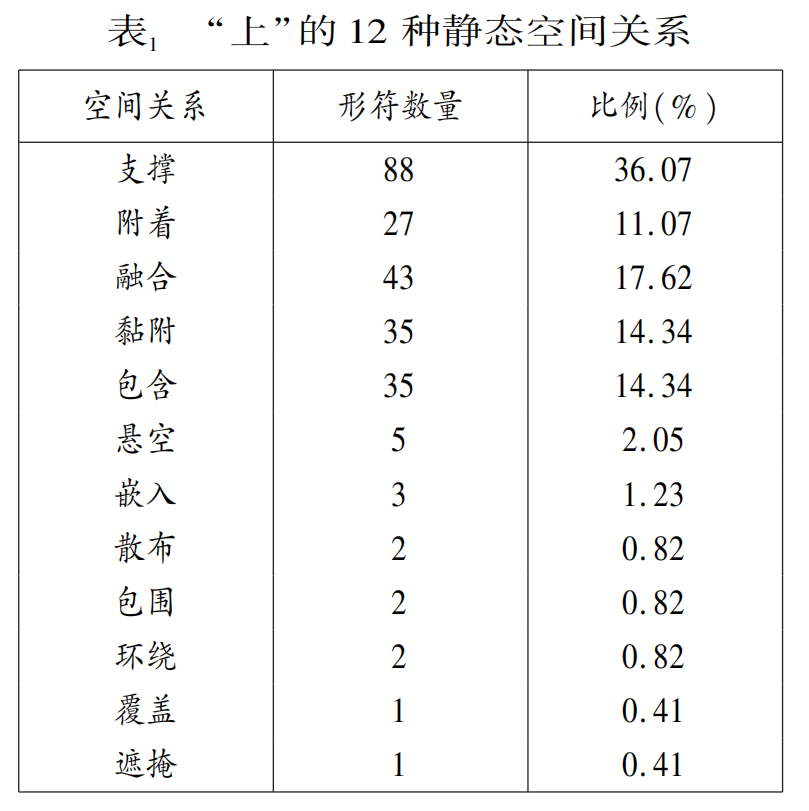 表1 “上”的 12 种静态空间关系
空间关系 形符数量 比例(%)
支撑 88 36.07
附着 27 11.07
融合 43 17.62
黏附 35 14.34
包含 35 14.34
悬空 5 2.05
嵌入 3 1.23
散布 2 0.82
包围 2 0.82
环绕 2 0.82
覆盖 1 0.41
遮掩 1 0.41